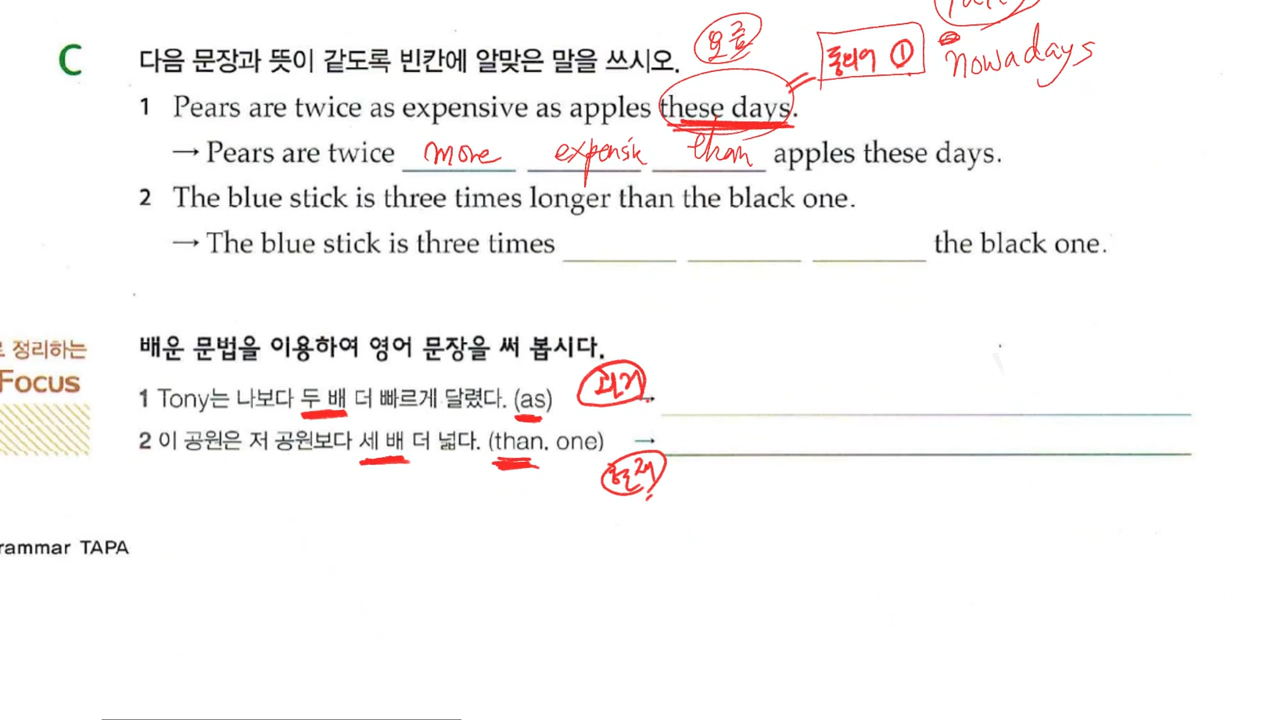 요즘
동의어 ①
nowadays
C 다음 문장과 뜻이 같도록 빈칸에 알맞은 말을 쓰시오.
1 Pears are twice as expensive as apples these days.
→ Pears are twice more expensiv than apples these days.
2 The blue stick is three times longer than the black one.
→ The blue stick is three times the black one.
정리하는
Focus
배운 문법을 이용하여 영어 문장을 써 봅시다.
1 Tony는 나보다 두 배 더 빠르게 달렸다. (as) 과거 →
2 이 공원은 저 공원보다 세 배 더 넓다. (than, one) →
현재
rammar TAPA